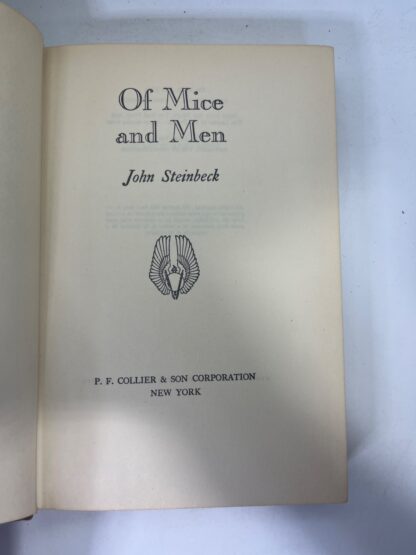 Of Mice
and Men
John Steinbeck
P. F. COLLIER & SON CORPORATION
NEW YORK